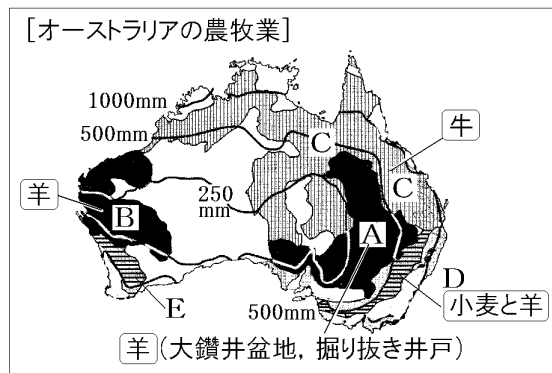 [オーストラリアの農牧業]
1000mm
500mm
C
牛
羊
B
250
mm
C
A
D
E
500mm
小麦と羊
羊(大鑽井盆地,掘り抜き井戸)